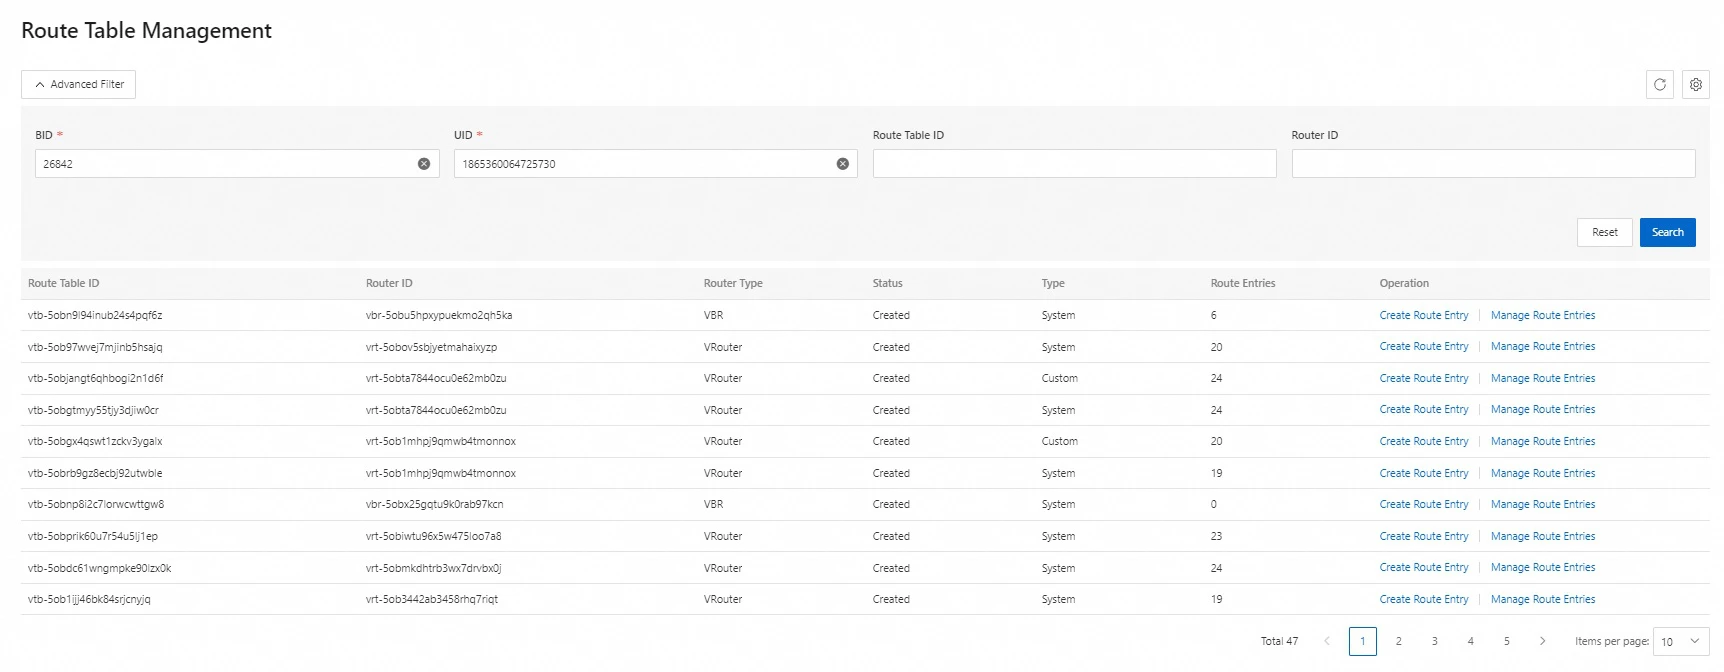 Route Table Management
Advanced Filter
BID * UID * Route Table ID Router ID
26842 1865360064725730
Reset Search
Route Table ID Router ID Router Type Status Type Route Entries Operation
vtb-5obn9l94inub24s4pqf6z vbr-5obu5hpxypuekmo2qh5ka VBR Created System 6 Create Route Entry Manage Route Entries
vtb-5ob97wvej7mjinb5hsajq vrt-5obov5sbjyetmahaixyzp VRouter Created System 20 Create Route Entry Manage Route Entries
vtb-5objangt6qhbogi2n1d6f vrt-5obta7844ocu0e62mb0zu VRouter Created Custom 24 Create Route Entry Manage Route Entries
vtb-5obgtmyy55tjy3djiw0cr vrt-5obta7844ocu0e62mb0zu VRouter Created System 24 Create Route Entry Manage Route Entries
vtb-5obgx4qswt1zckv3ygalx vrt-5ob1mhpj9qmwb4tmonnox VRouter Created Custom 20 Create Route Entry Manage Route Entries
vtb-5obrb9gz8ecbj92utwble vrt-5ob1mhpj9qmwb4tmonnox VRouter Created System 19 Create Route Entry Manage Route Entries
vtb-5obnp8i2c7lorwcwttgw8 vbr-5obx25gqtu9k0rab97kcn VBR Created System 0 Create Route Entry Manage Route Entries
vtb-5obprik60u7r54u5lj1ep vrt-5obiwtu96x5w475loo7a8 VRouter Created System 23 Create Route Entry Manage Route Entries
vtb-5obdc61wngmpke90lzx0k vrt-5obmkdhtrb3wx7drvbx0j VRouter Created System 24 Create Route Entry Manage Route Entries
vtb-5ob1ijj46bk84srjcnyjq vrt-5ob3442ab3458rhq7riqt VRouter Created System 19 Create Route Entry Manage Route Entries
Total 47 1 2 3 4 5 Items per page: 10